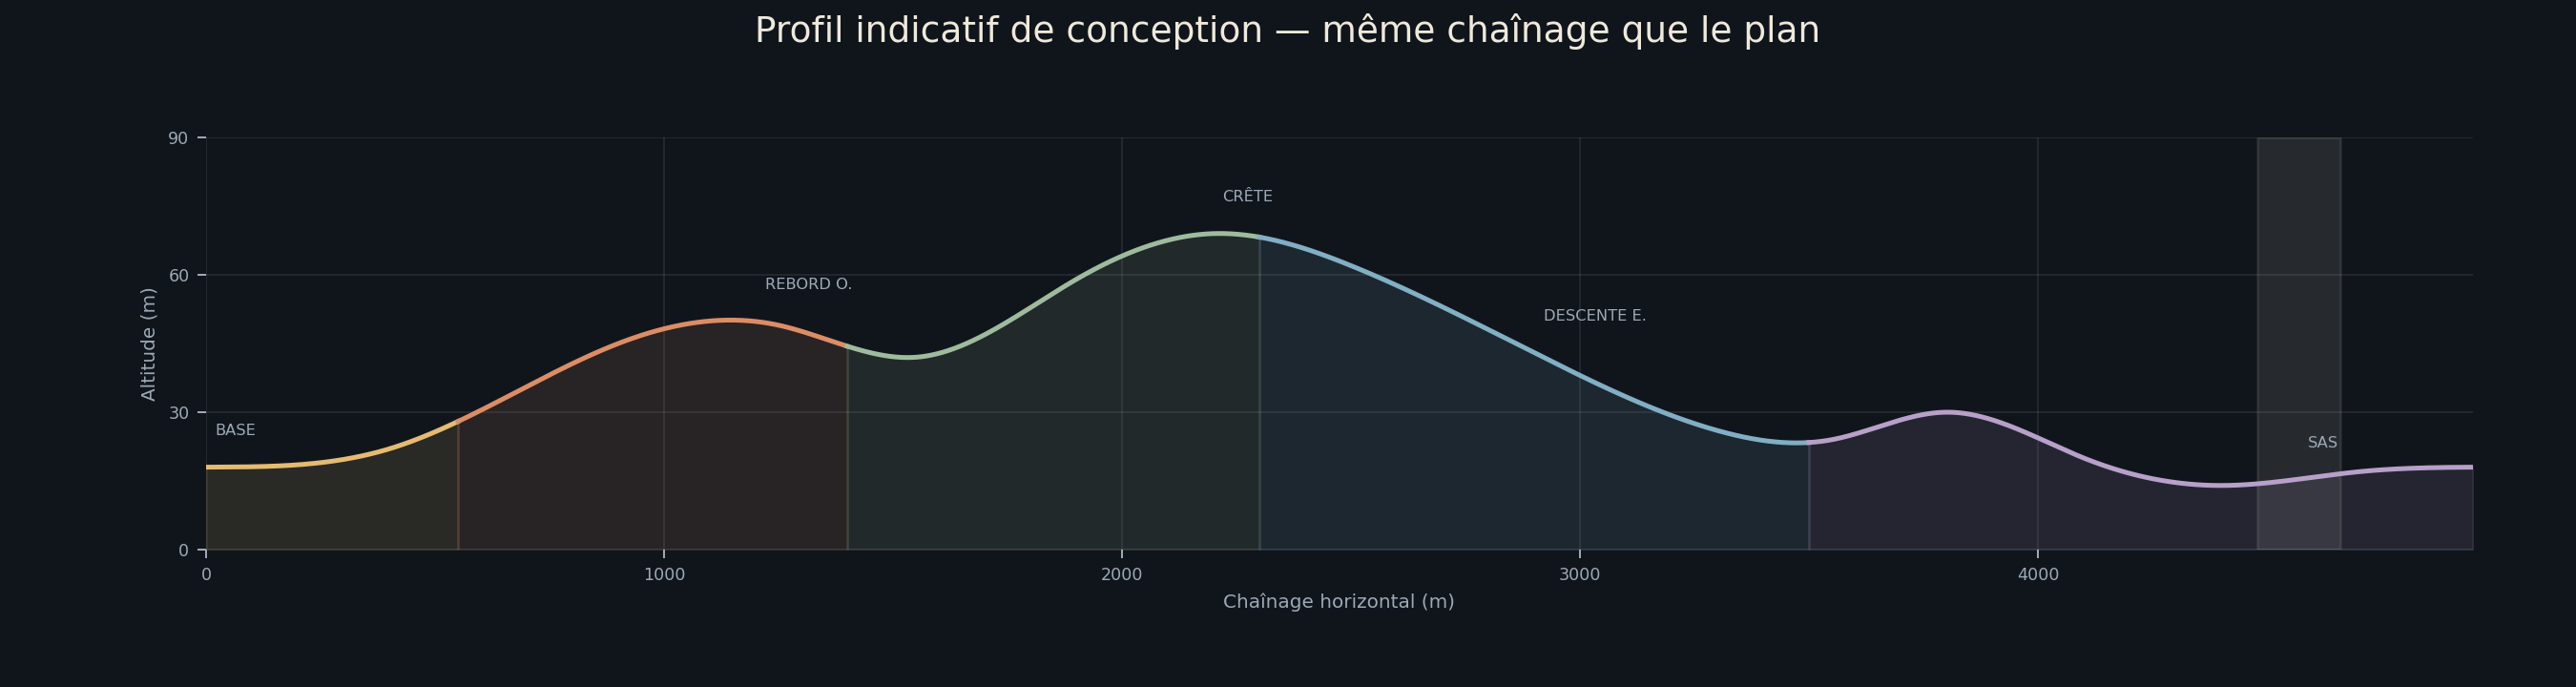 Profil indicatif de conception — même chaînage que le plan
90
CRÊTE
60
REBORD O.
DESCENTE E.
Altitude (m)
30
BASE
SAS
0
0 1000 2000 3000 4000
Chaînage horizontal (m)